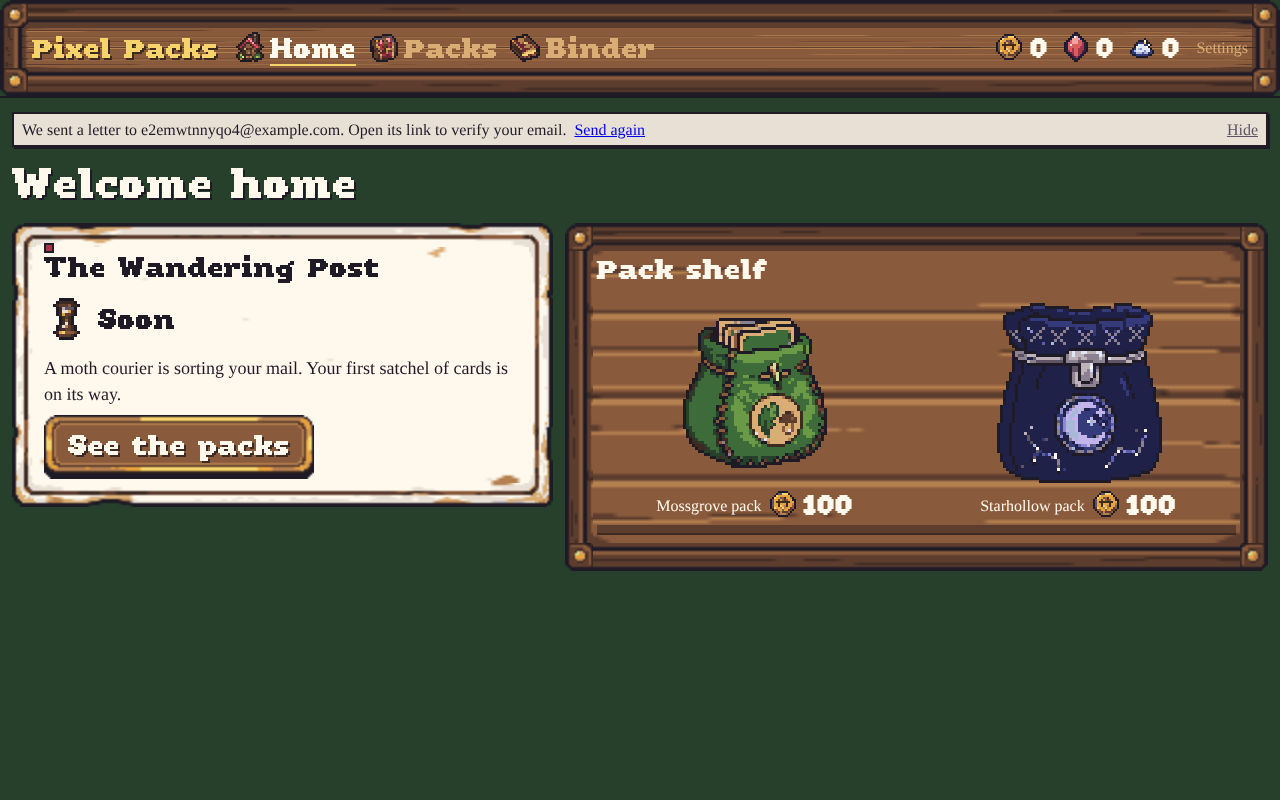 Pixel Packs Home Packs Binder 0 0 0 Settings
We sent a letter to e2emwtnnyqo4@example.com. Open its link to verify your email. Send again Hide
Welcome home
The Wandering Post
Soon
A moth courier is sorting your mail. Your first satchel of cards is
on its way.
See the packs
Pack shelf
Mossgrove pack 100
Starhollow pack 100